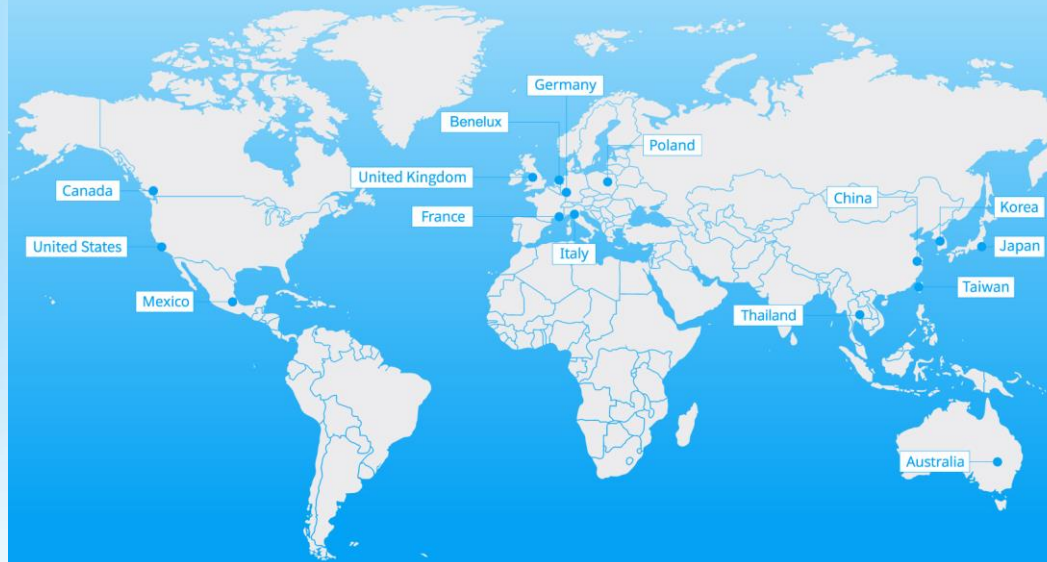 Germany
Benelux
Poland
United Kingdom
Canada
China
Korea
France
United States
Italy
Japan
Taiwan
Mexico
Thailand
Australia